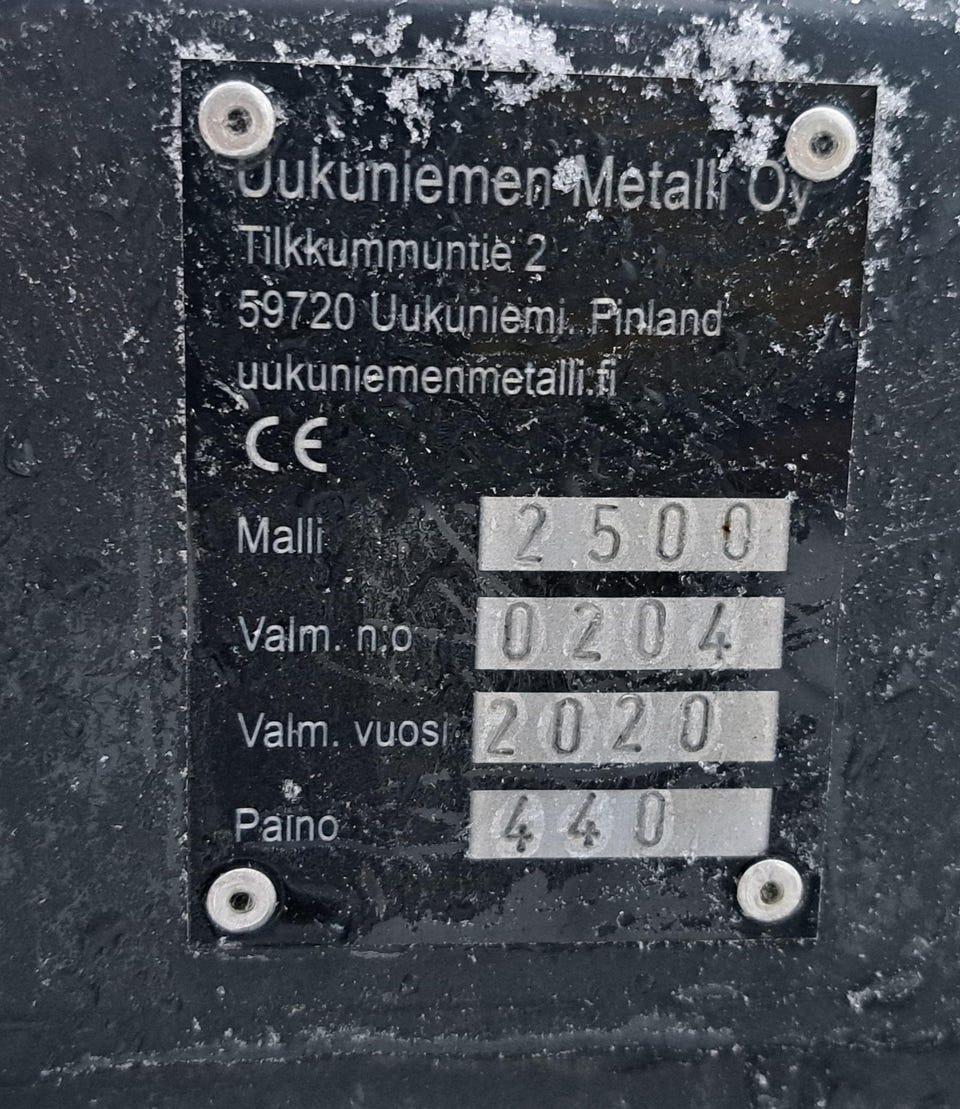 Uukuniemen Metalli Oy
Tilkkummuntie 2
59720 Uukuniemi. Finland
uukuniemenmetalli.fi
CE
Malli 2500
Valm. n:o 0204
Valm. vuosi 2020
Paino 440